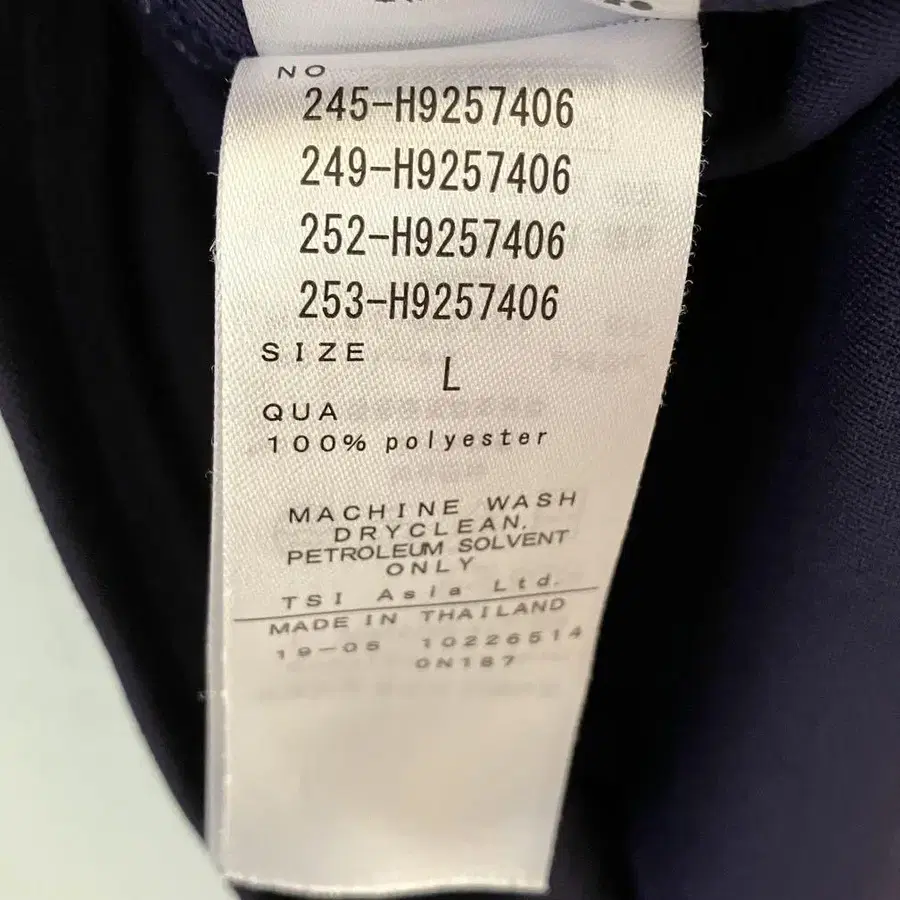 NO
245-H9257406
249-H9257406
252-H9257406
253-H9257406
SIZE
L
QUA
100% polyester
MACHINE WASH
DRYCLEAN,
PETROLEUM SOLVENT
ONLY
TSI Asia Ltd.
MADE IN THAILAND
19-05 10226514
0N187